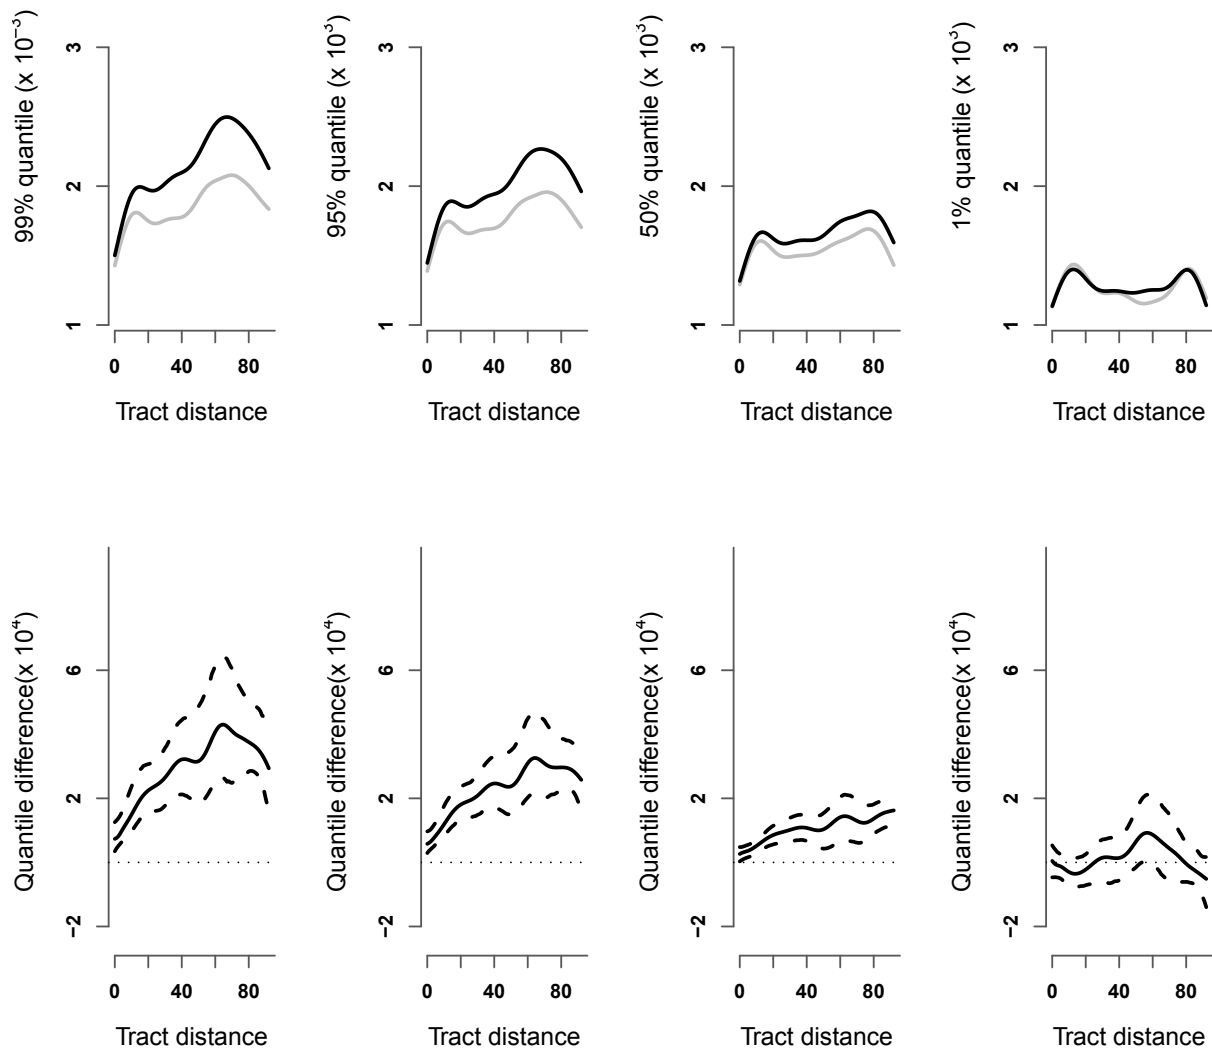 99% quantile (x 10⁻³)
3
2
1
0 40 80
Tract distance
95% quantile (x 10³)
3
2
1
0 40 80
Tract distance
50% quantile (x 10³)
3
2
1
0 40 80
Tract distance
1% quantile (x 10³)
3
2
1
0 40 80
Tract distance
Quantile difference(x 10⁴)
6
2
−2
0 40 80
Tract distance
Quantile difference(x 10⁴)
6
2
−2
0 40 80
Tract distance
Quantile difference(x 10⁴)
6
2
−2
0 40 80
Tract distance
Quantile difference(x 10⁴)
6
2
−2
0 40 80
Tract distance